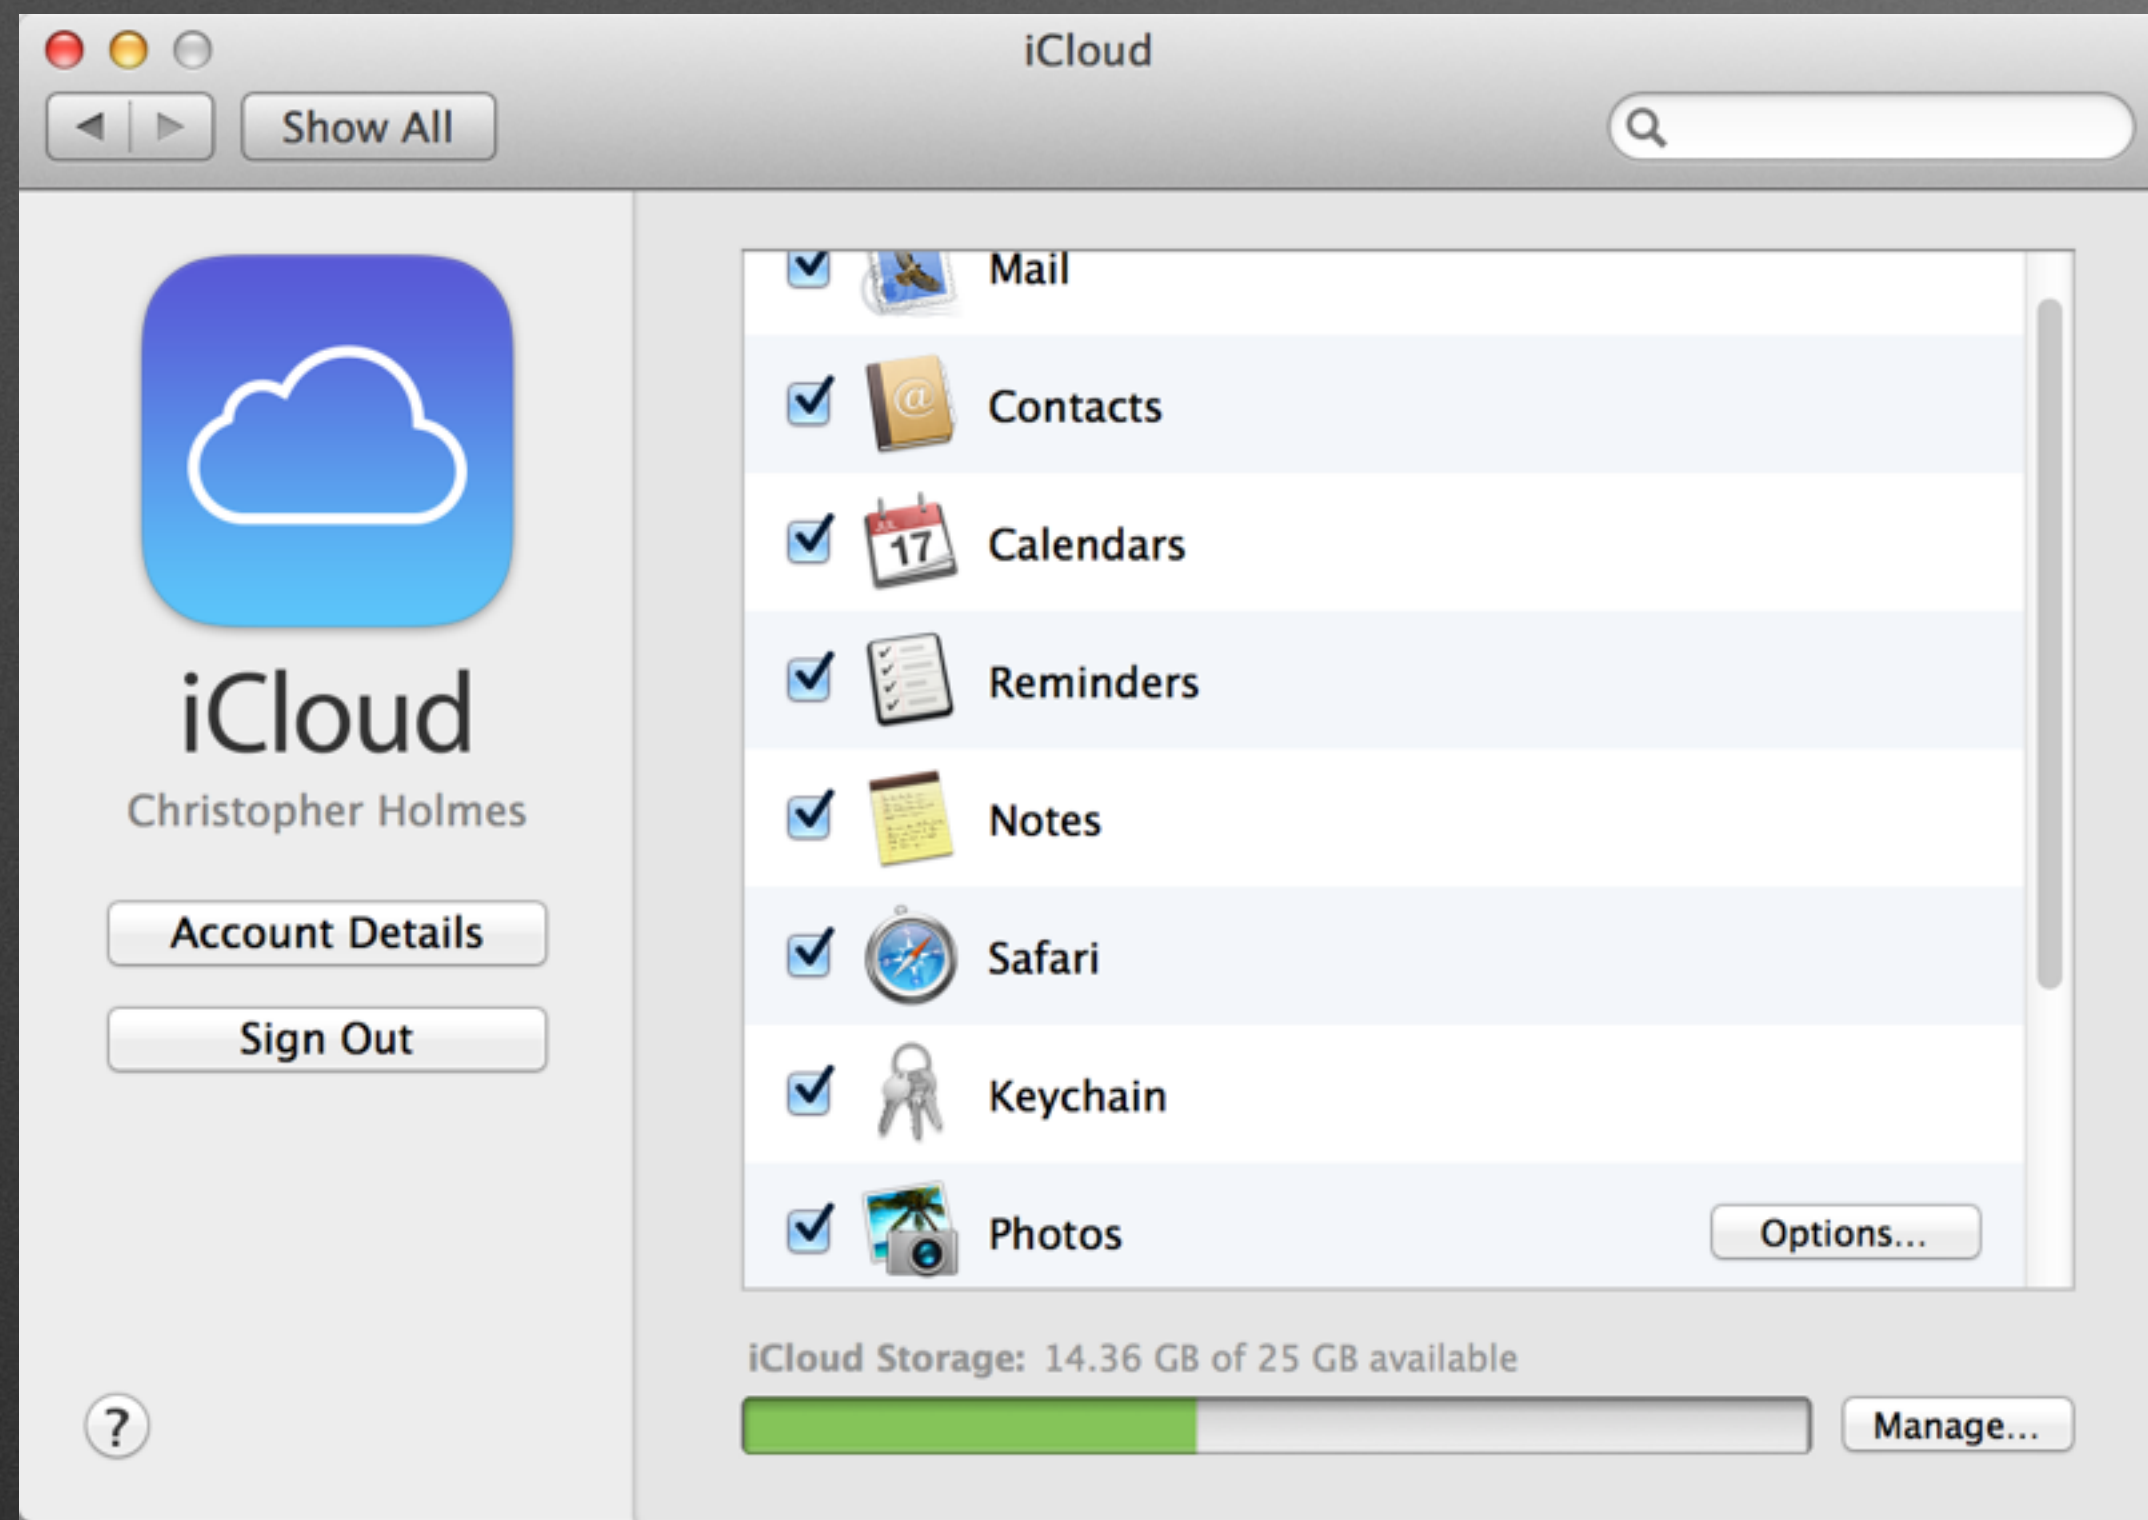 iCloud
Show All
iCloud
Christopher Holmes
Account Details
Sign Out
?
Mail
@
Contacts
JUL
17
Calendars
Reminders
Notes
Safari
Keychain
Photos
Options...
iCloud Storage: 14.36 GB of 25 GB available
Manage...